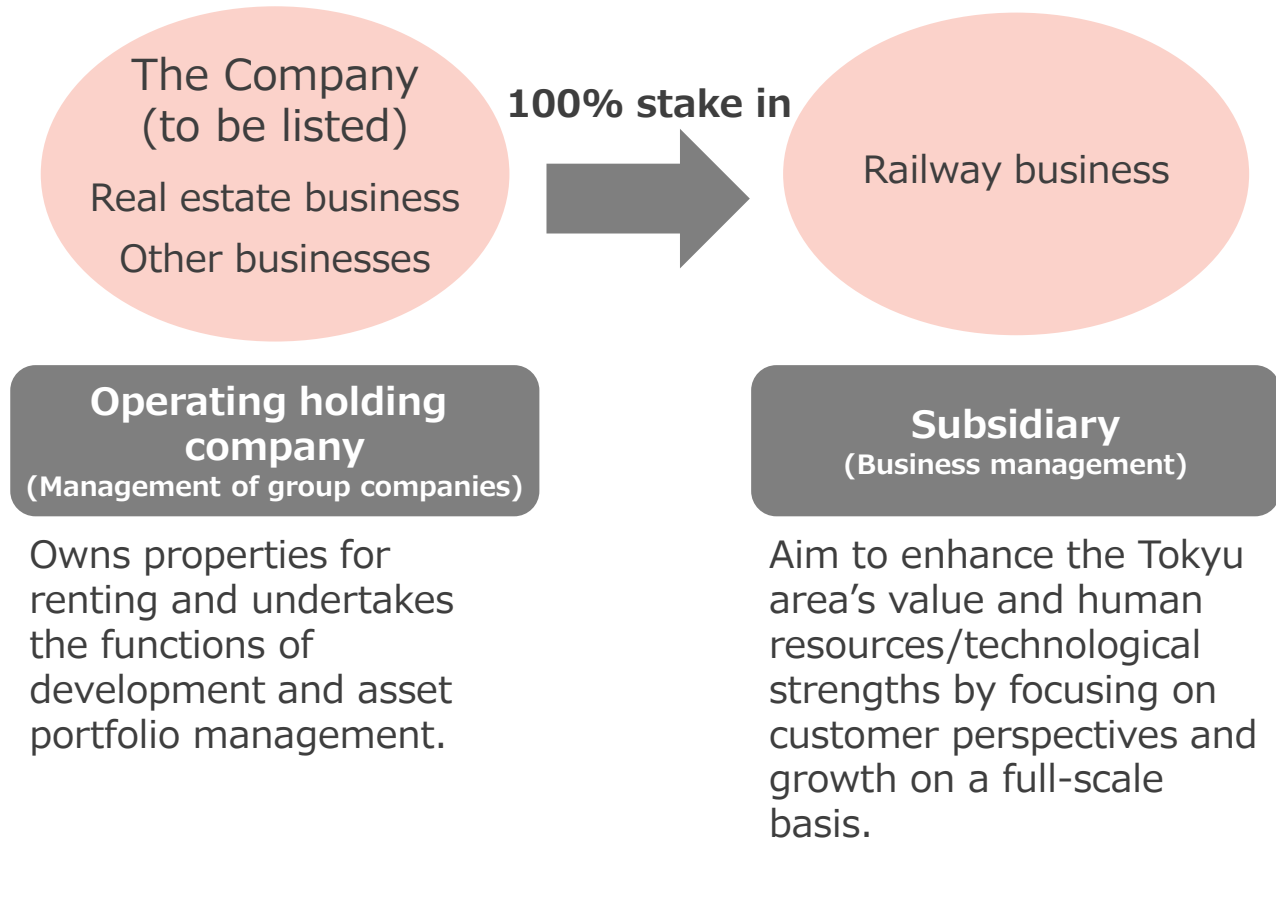 The Company
(to be listed)
Real estate business
Other businesses
100% stake in
Railway business
Operating holding
company
(Management of group companies)
Subsidiary
(Business management)
Owns properties for
renting and undertakes
the functions of
development and asset
portfolio management.
Aim to enhance the Tokyu
area’s value and human
resources/technological
strengths by focusing on
customer perspectives and
growth on a full-scale
basis.